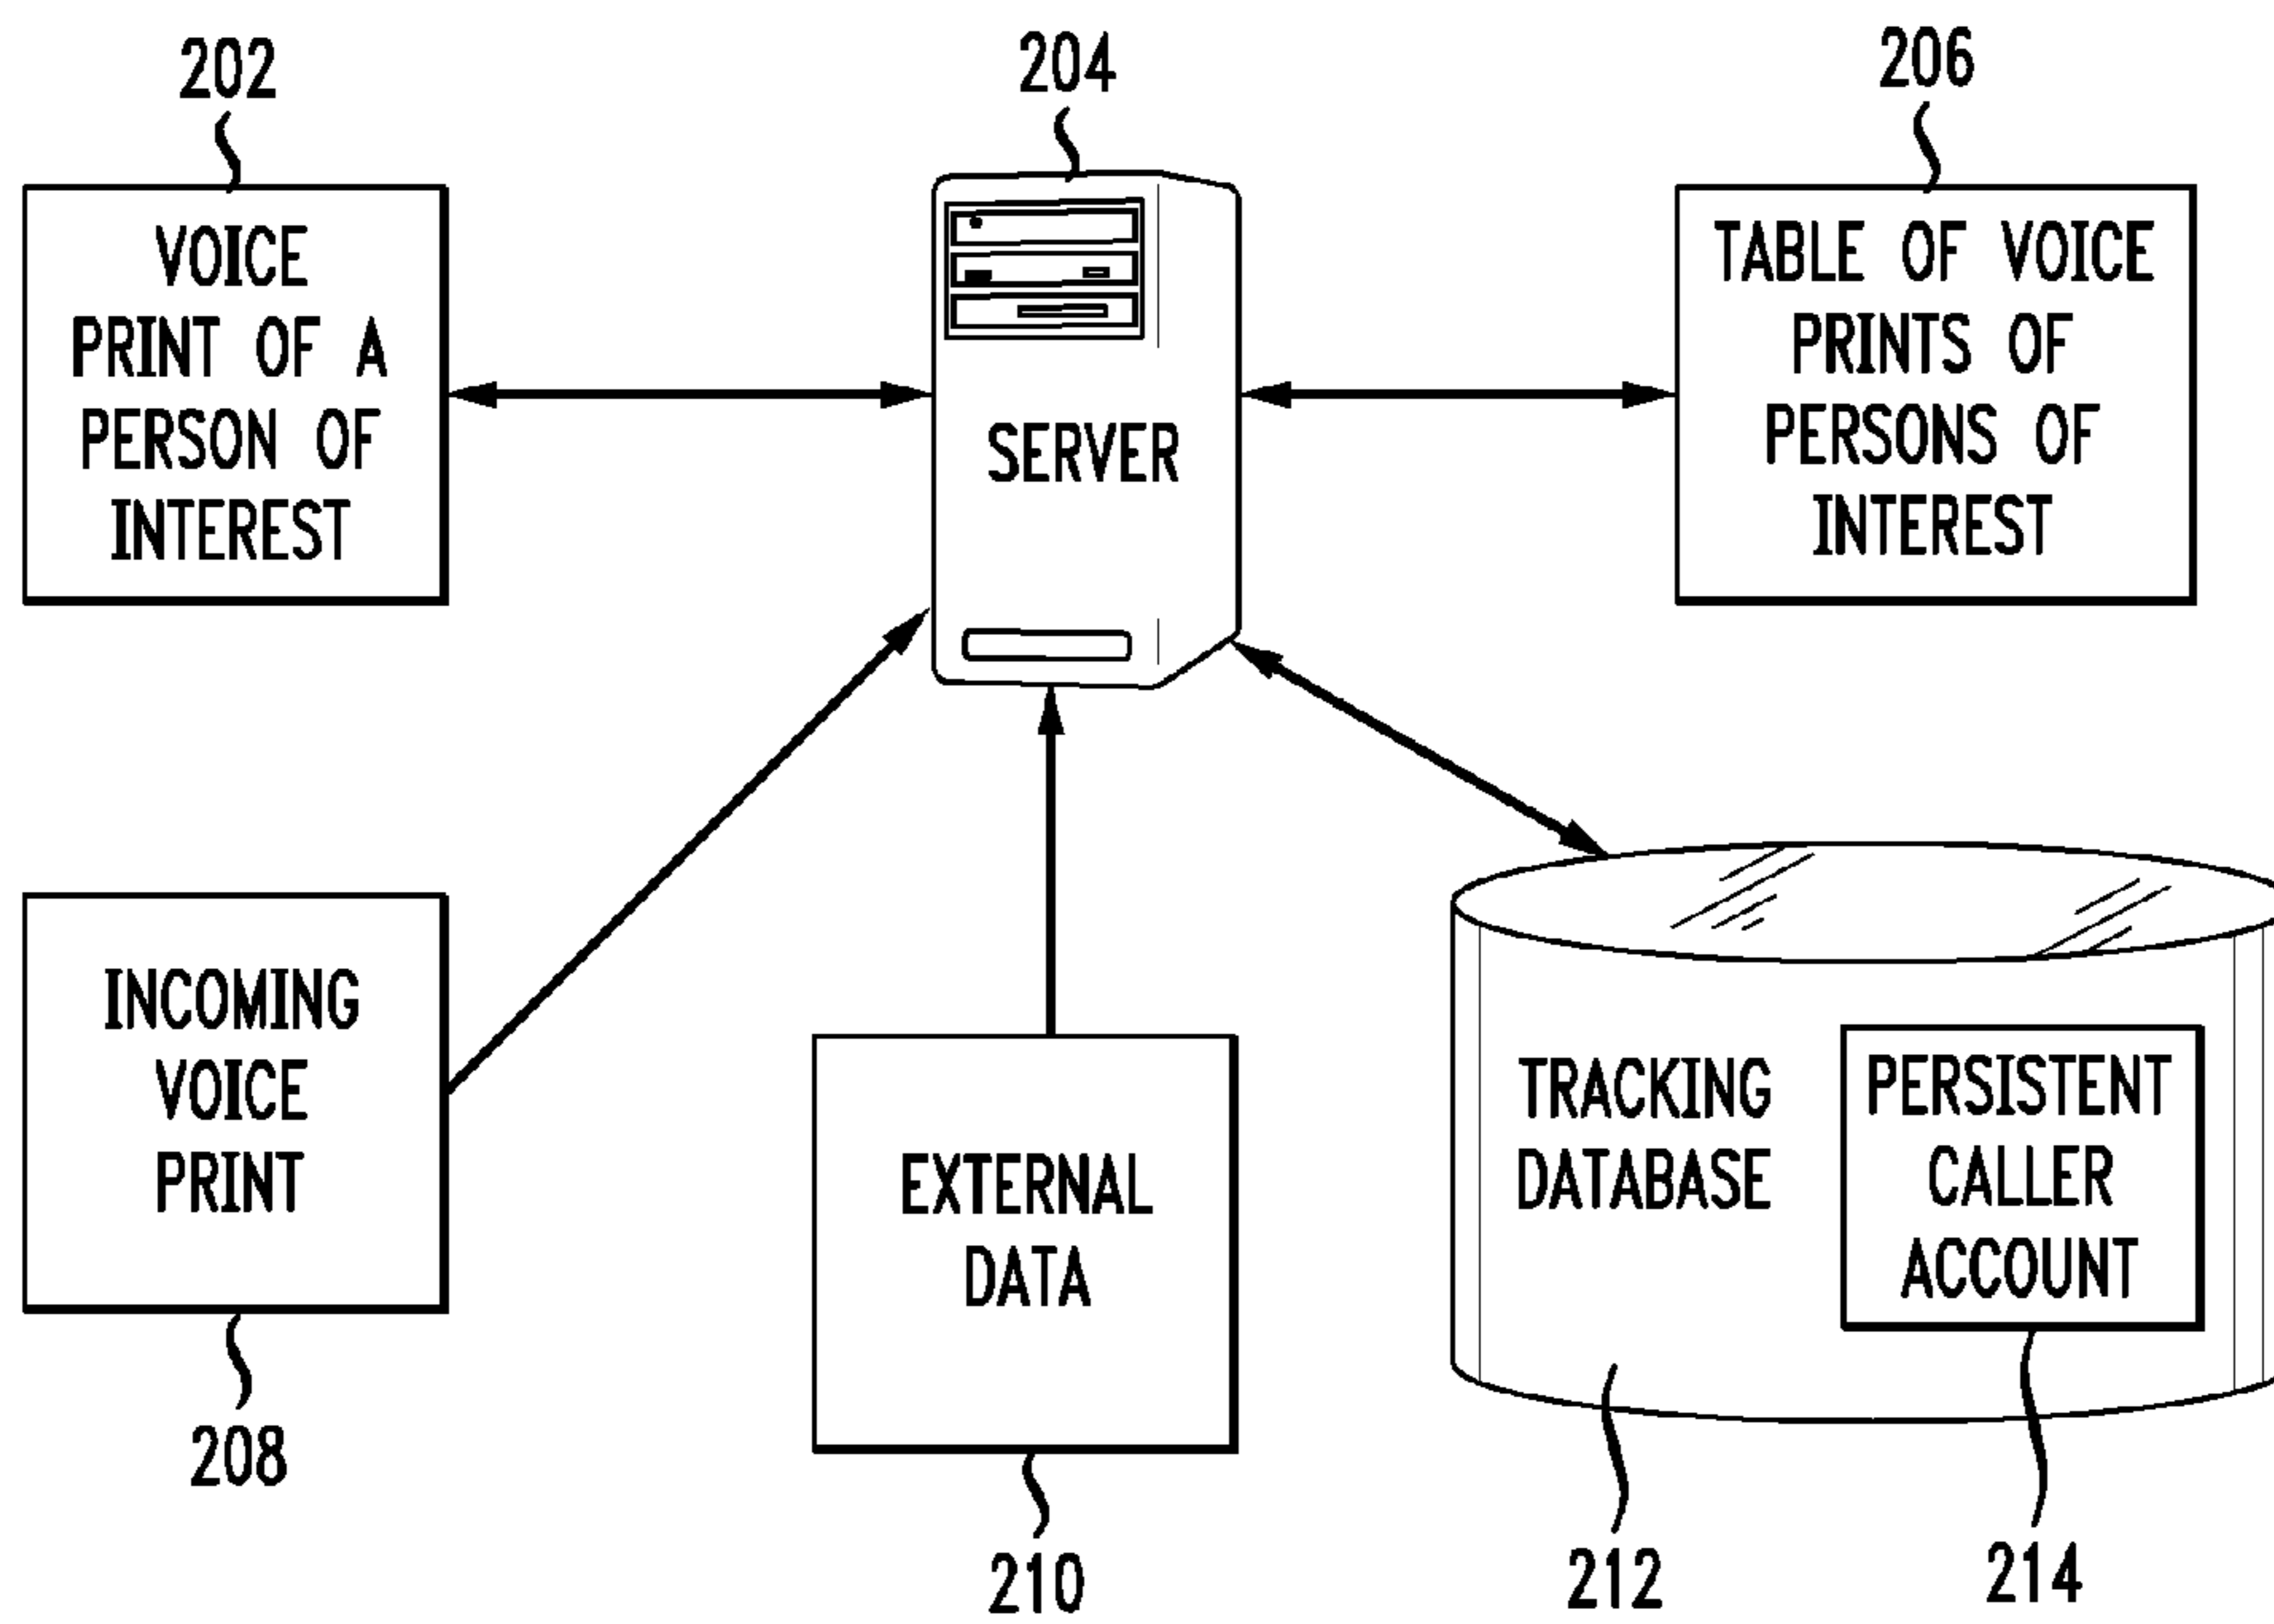 202
204
206
VOICE
PRINT OF A
PERSON OF
INTEREST
SERVER
TABLE OF VOICE
PRINTS OF
PERSONS OF
INTEREST
INCOMING
VOICE
PRINT
EXTERNAL
DATA
TRACKING
DATABASE
PERSISTENT
CALLER
ACCOUNT
208
210
212
214